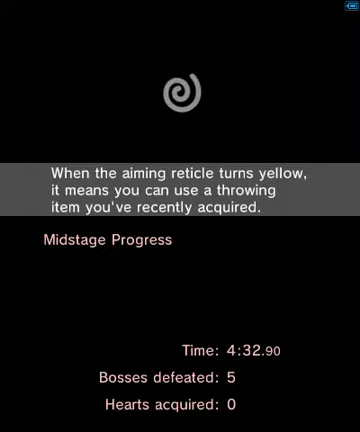 When the aiming reticle turns yellow,
it means you can use a throwing
item you've recently acquired.
Midstage Progress
Time: 4:32.90
Bosses defeated: 5
Hearts acquired: 0